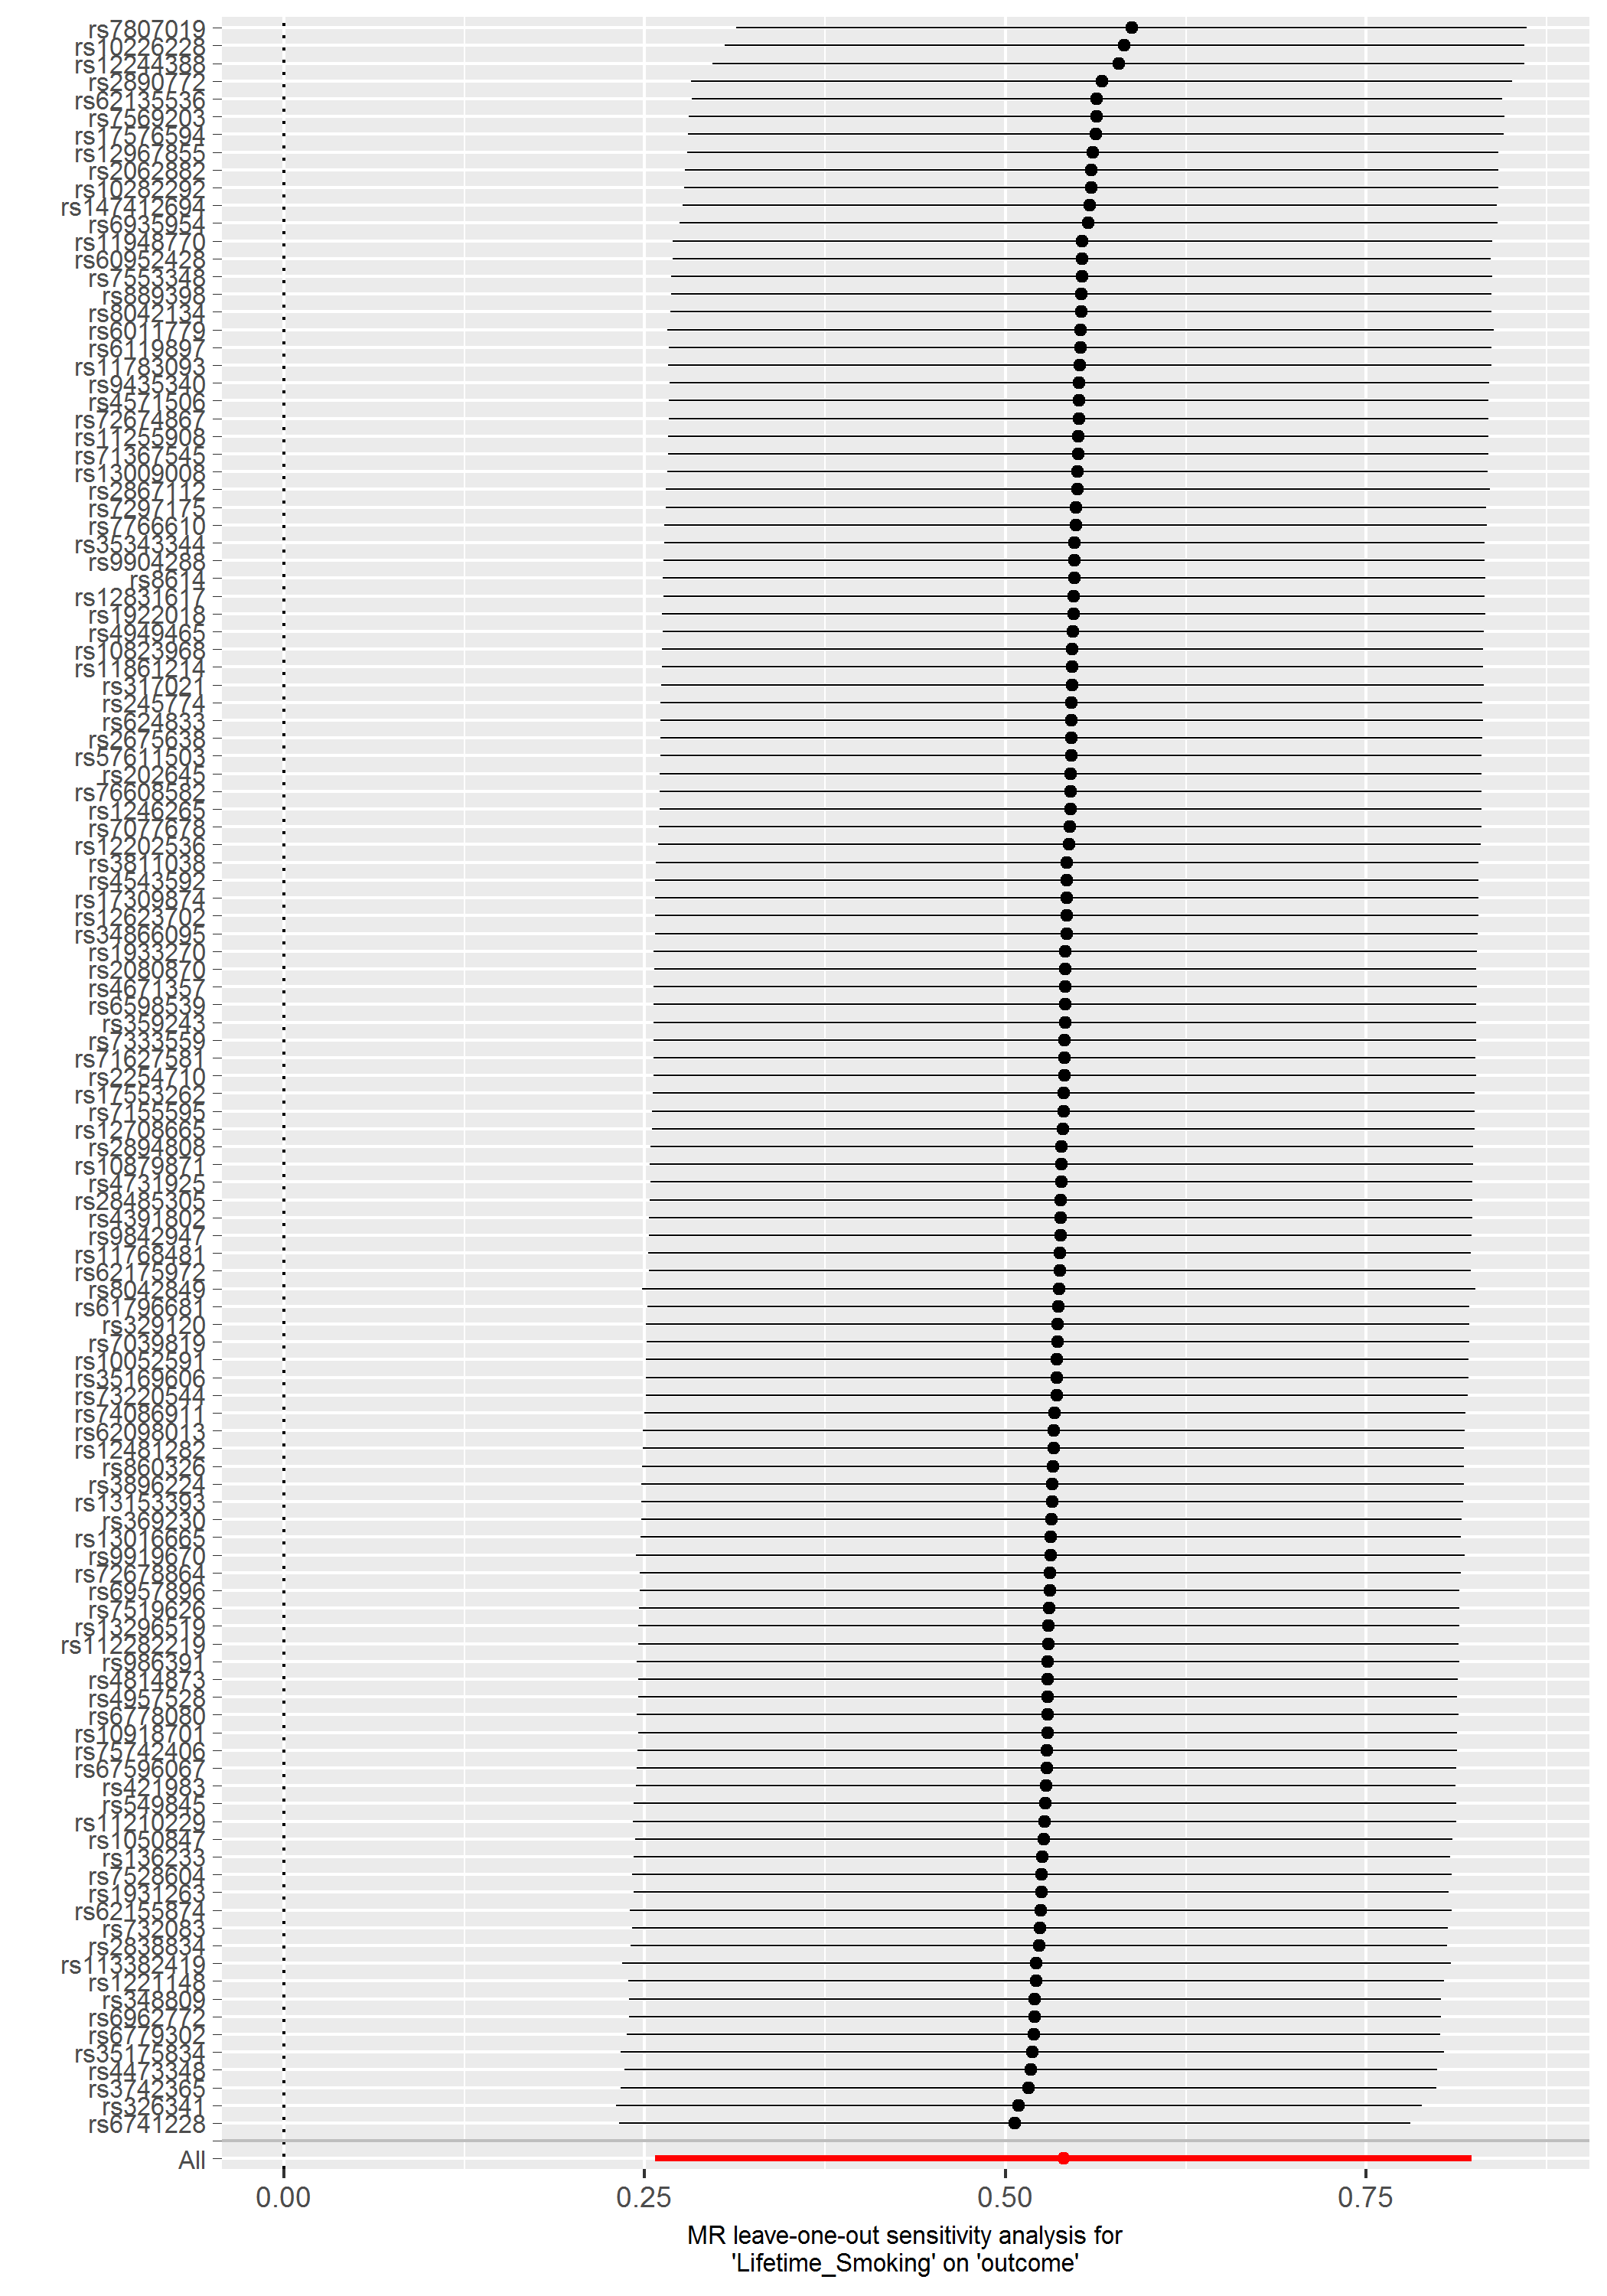 rs7807019
rs10226228
rs12244388
rs2890772
rs62135536
rs7569203
rs17576594
rs12967855
rs2062882
rs10282292
rs147412694
rs6935954
rs11948770
rs60952428
rs7553348
rs889398
rs8042134
rs6011779
rs6119897
rs11783093
rs9435340
rs4571506
rs72674867
rs11255908
rs71367545
rs13009008
rs2867112
rs7297175
rs7766610
rs35343344
rs9904288
rs8614
rs12831617
rs1922018
rs4949465
rs10823968
rs11861214
rs317021
rs245774
rs624833
rs2675638
rs57611503
rs202645
rs76608582
rs1246265
rs7077678
rs12202536
rs3811038
rs4543592
rs17309874
rs12623702
rs34866095
rs1933270
rs2080870
rs4671357
rs6598539
rs359243
rs7333559
rs71627581
rs2254710
rs17553262
rs7155595
rs12708665
rs2894808
rs10879871
rs4731925
rs28485305
rs4391802
rs9842947
rs11768481
rs62175972
rs8042849
rs61796681
rs329120
rs7039819
rs10052591
rs35169606
rs73220544
rs74086911
rs62098013
rs12481282
rs860326
rs3896224
rs13153393
rs369230
rs13016665
rs9919670
rs72678864
rs6957896
rs7519626
rs13296519
rs112282219
rs986391
rs4814873
rs4957528
rs6778080
rs10918701
rs75742406
rs67596067
rs421983
rs549845
rs11210229
rs1050847
rs136233
rs7528604
rs1931263
rs62155874
rs732083
rs2838834
rs113382419
rs1221148
rs348809
rs6962772
rs6779302
rs35175834
rs4473348
rs3742365
rs326341
rs6741228
All
0.00 0.25 0.50 0.75
MR leave-one-out sensitivity analysis for
'Lifetime_Smoking' on 'outcome'